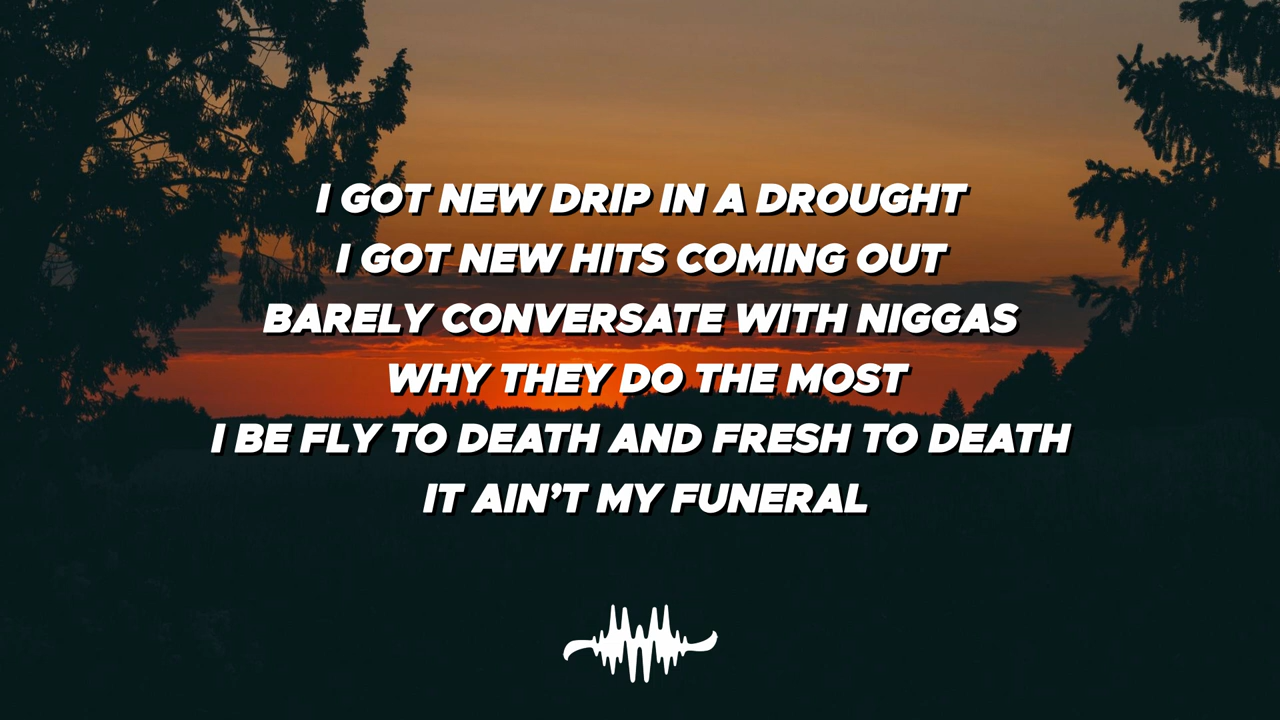 I GOT NEW DRIP IN A DROUGHT
I GOT NEW HITS COMING OUT
BARELY CONVERSATE WITH NIGGAS
WHY THEY DO THE MOST
I BE FLY TO DEATH AND FRESH TO DEATH
IT AIN’T MY FUNERAL